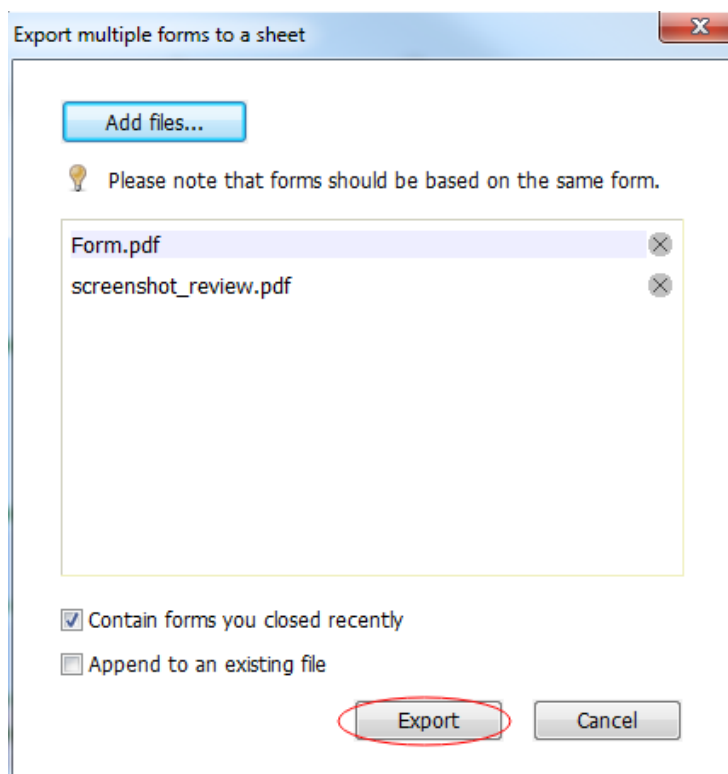 Export multiple forms to a sheet
Add files...
Please note that forms should be based on the same form.
Form.pdf
screenshot_review.pdf
Contain forms you closed recently
Append to an existing file
Export Cancel